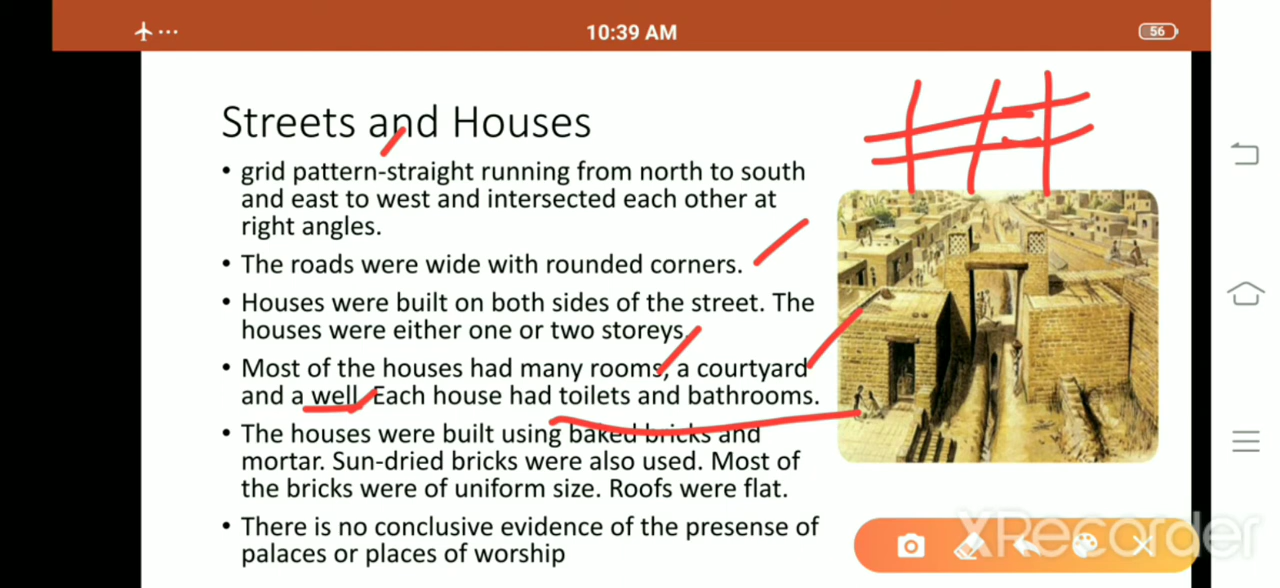 10:39 AM
56
Streets and Houses
• grid pattern-straight running from north to south
and east to west and intersected each other at
right angles.
• The roads were wide with rounded corners.
• Houses were built on both sides of the street. The
houses were either one or two storeys.
• Most of the houses had many rooms, a courtyard
and a well. Each house had toilets and bathrooms.
• The houses were built using baked bricks and
mortar. Sun-dried bricks were also used. Most of
the bricks were of uniform size. Roofs were flat.
• There is no conclusive evidence of the presense of
palaces or places of worship
XRecorder